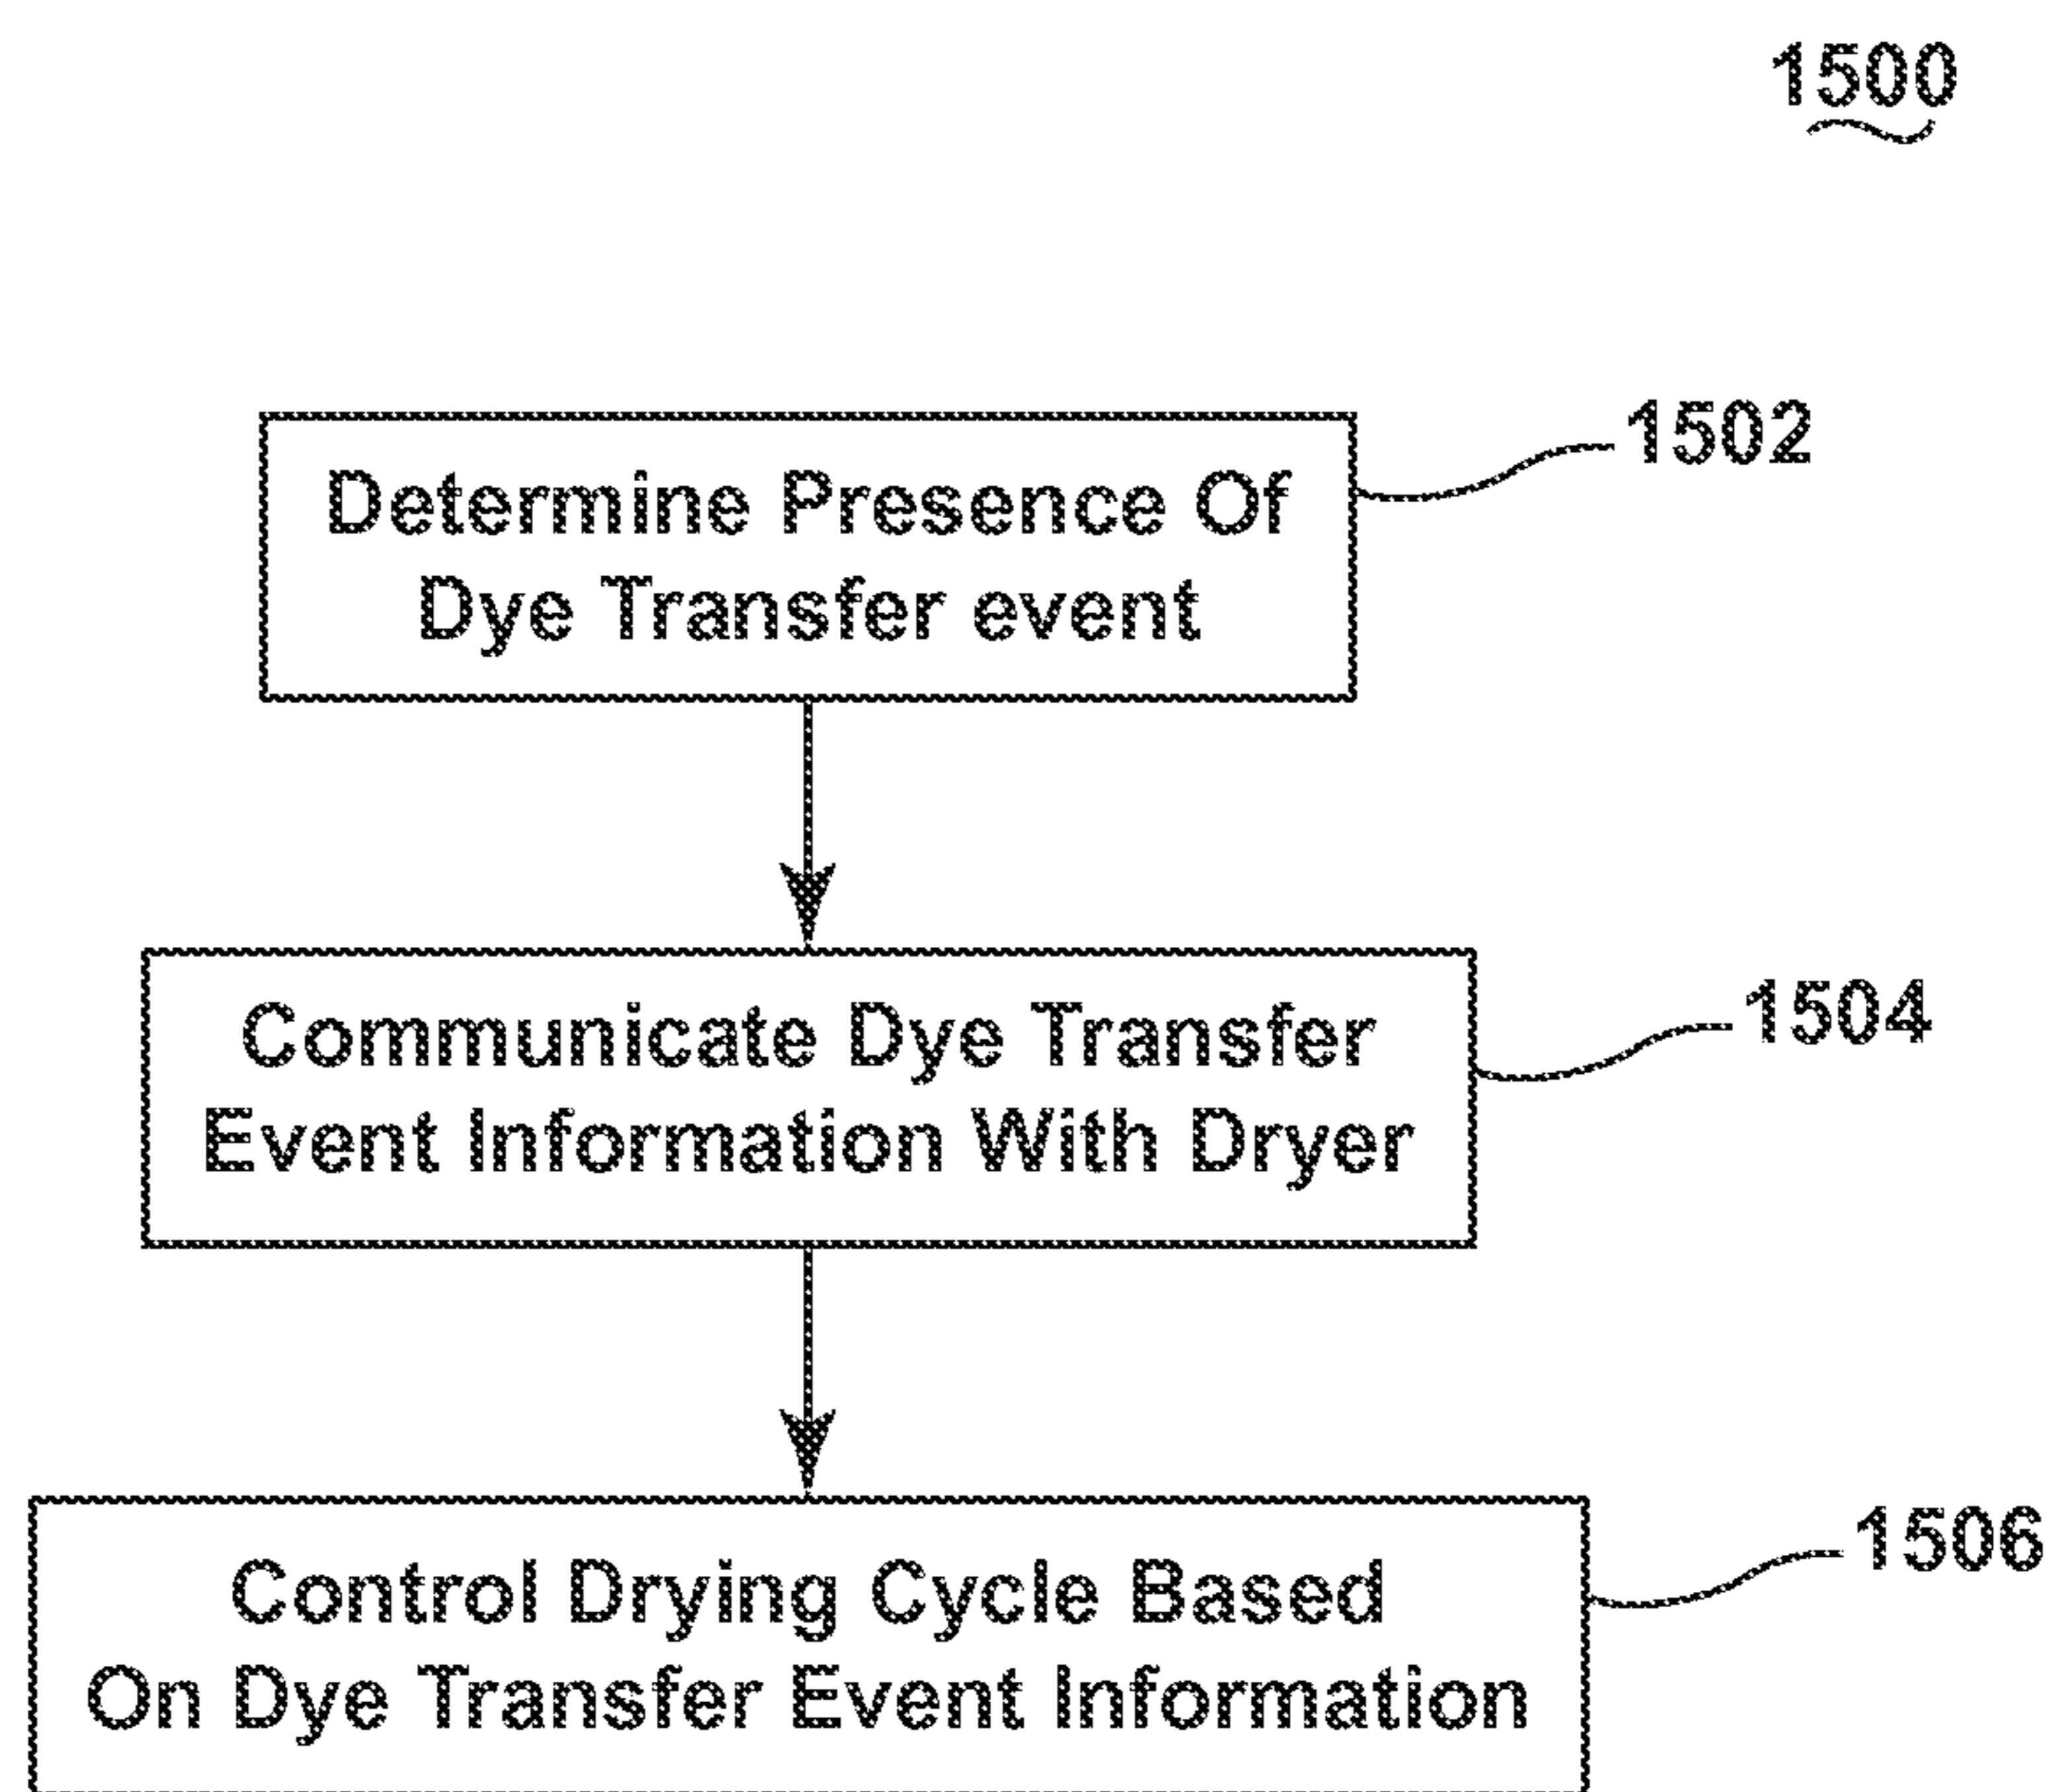 1500
Determine Presence Of
Dye Transfer event
1502
Communicate Dye Transfer
Event Information With Dryer
1504
Control Drying Cycle Based
On Dye Transfer Event Information
1506